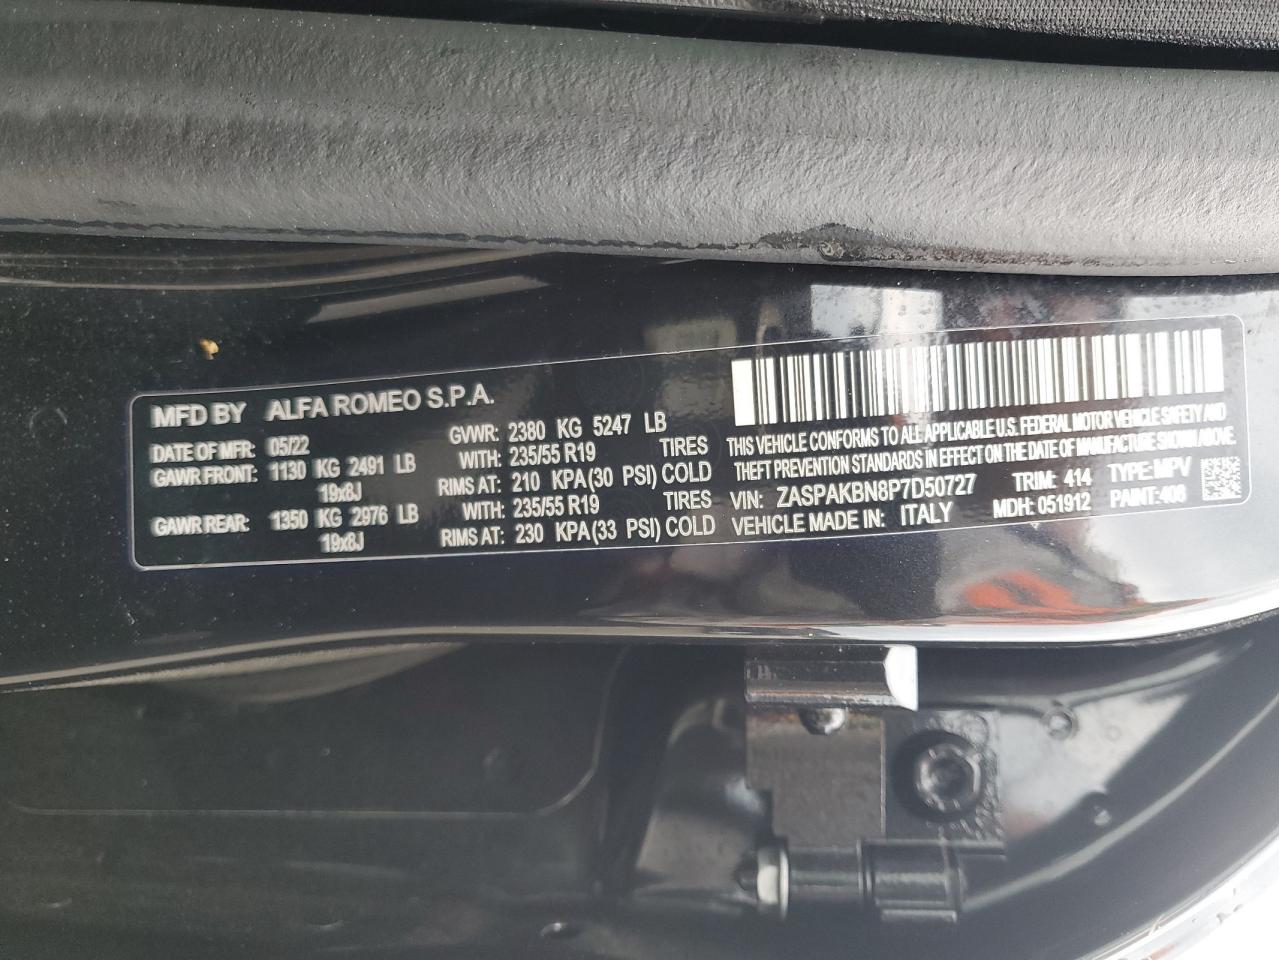 MFD BY ALFA ROMEO S.P.A.
DATE OF MFR: 05/22 GVWR: 2380 KG 5247 LB
GAWR FRONT: 1130 KG 2491 LB WITH: 235/55 R19 TIRES
19x8J RIMS AT: 210 KPA(30 PSI) COLD
GAWR REAR: 1350 KG 2976 LB WITH: 235/55 R19 TIRES
19x8J RIMS AT: 230 KPA(33 PSI) COLD
THIS VEHICLE CONFORMS TO ALL APPLICABLE U.S. FEDERAL MOTOR VEHICLE SAFETY AND
THEFT PREVENTION STANDARDS IN EFFECT ON THE DATE OF MANUFACTURE SHOWN ABOVE.
VIN: ZASPAKBN8P7D50727 TRIM: 414 TYPE: MPV
VEHICLE MADE IN: ITALY MDH: 051912 PAINT: 408